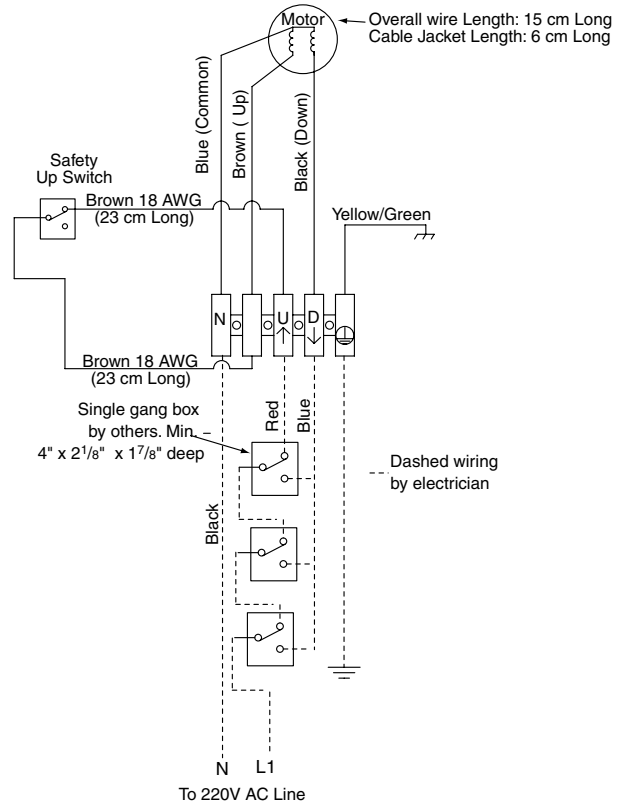 Motor
Overall wire Length: 15 cm Long
Cable Jacket Length: 6 cm Long
Blue (Common)
Brown ( Up)
Black (Down)
Safety
Up Switch
Brown 18 AWG
(23 cm Long)
Yellow/Green
N
U
D
Brown 18 AWG
(23 cm Long)
Single gang box
by others. Min. –
4" x 2 1/8" x 1 7/8" deep
Red
Blue
Dashed wiring
by electrician
Black
N
L1
To 220V AC Line